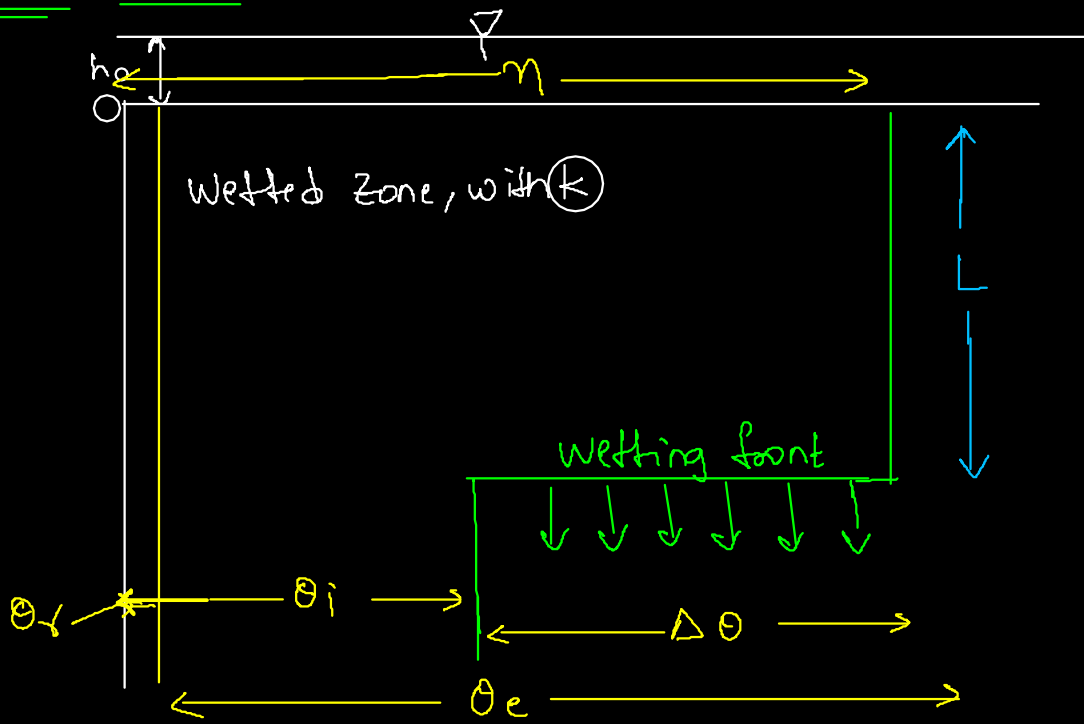 h₀
η
O
Wetted zone, with K
L
Wetting front
θr
θi
Δθ
θe